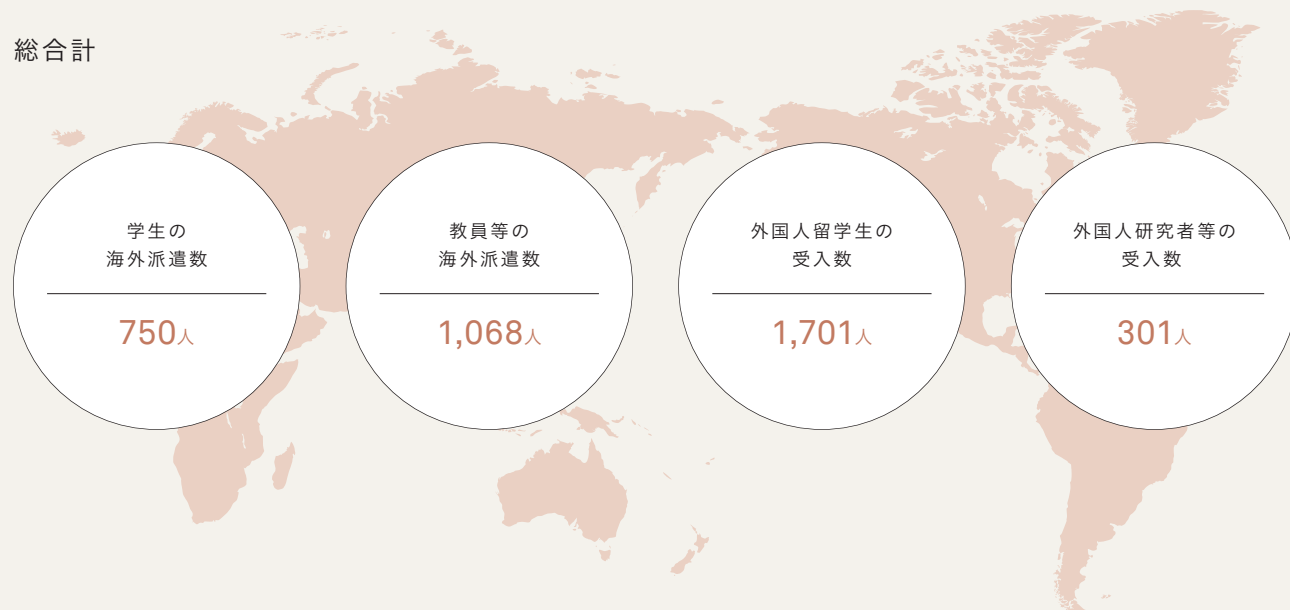 総合計
学生の
海外派遣数
750人
教員等の
海外派遣数
1,068人
外国人留学生の
受入数
1,701人
外国人研究者等の
受入数
301人